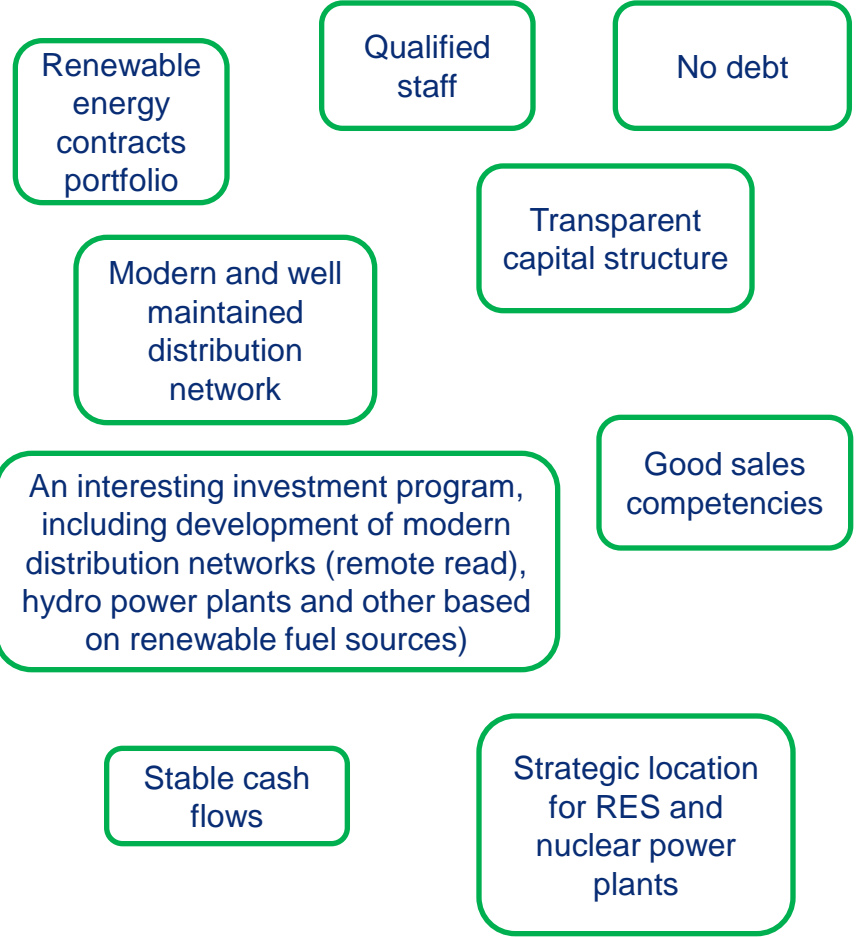 Renewable
energy
contracts
portfolio
Qualified
staff
No debt
Transparent
capital structure
Modern and well
maintained
distribution
network
Good sales
competencies
An interesting investment program,
including development of modern
distribution networks (remote read),
hydro power plants and other based
on renewable fuel sources)
Stable cash
flows
Strategic location
for RES and
nuclear power
plants